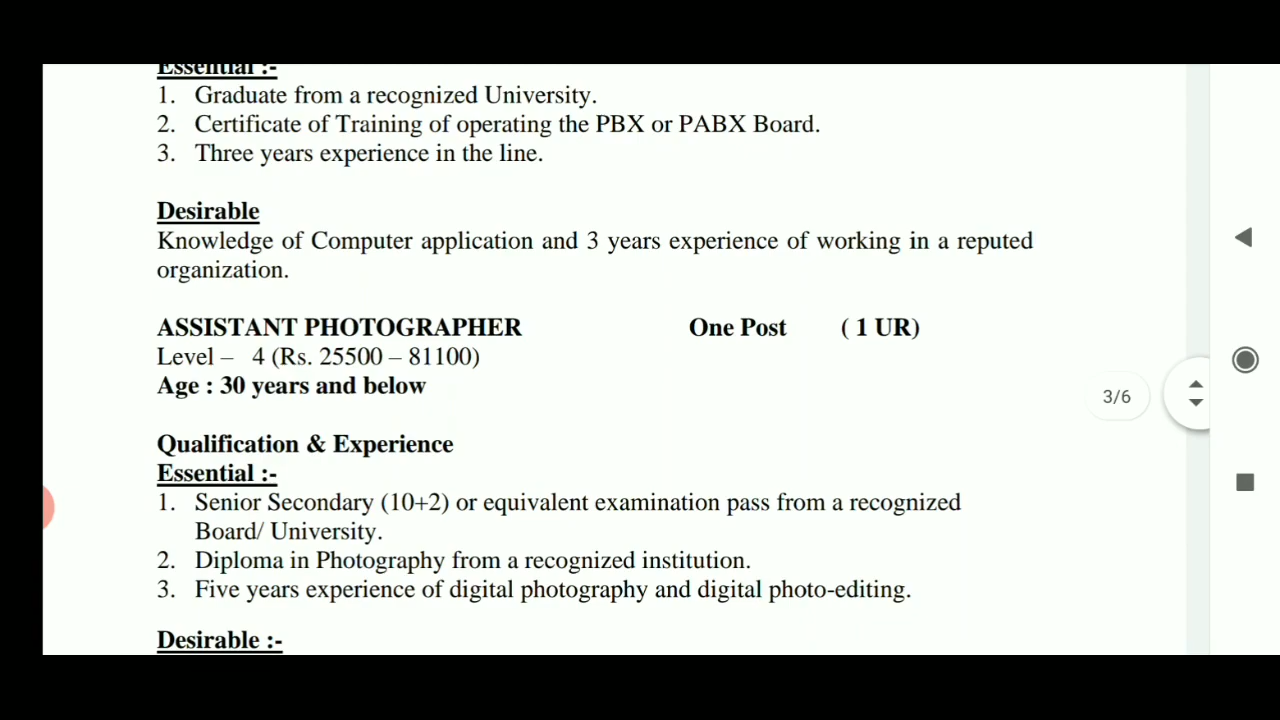 Essential :-
1. Graduate from a recognized University.
2. Certificate of Training of operating the PBX or PABX Board.
3. Three years experience in the line.
Desirable
Knowledge of Computer application and 3 years experience of working in a reputed
organization.
ASSISTANT PHOTOGRAPHER One Post ( 1 UR)
Level – 4 (Rs. 25500 – 81100)
Age : 30 years and below
3/6
Qualification & Experience
Essential :-
1. Senior Secondary (10+2) or equivalent examination pass from a recognized
Board/ University.
2. Diploma in Photography from a recognized institution.
3. Five years experience of digital photography and digital photo-editing.
Desirable :-